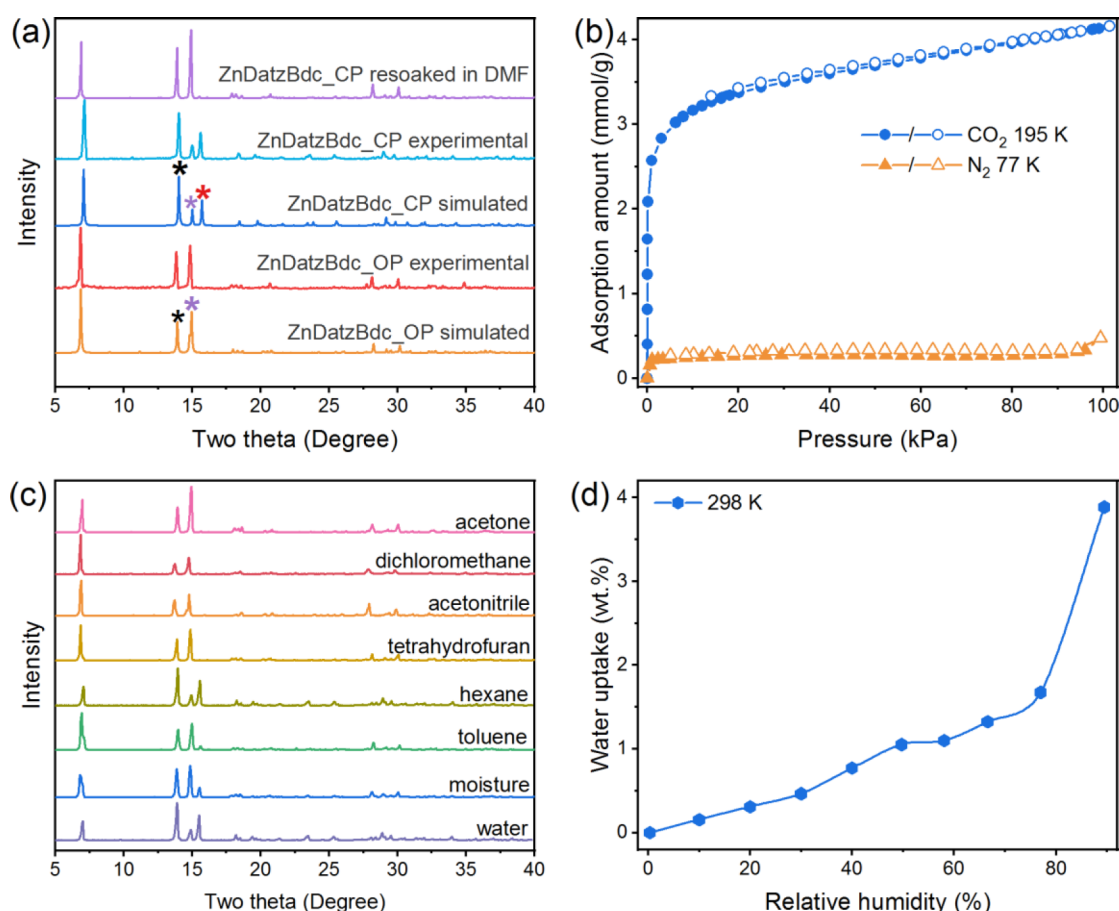 (a)
ZnDatzBdc_CP resoaked in DMF
ZnDatzBdc_CP experimental
*
ZnDatzBdc_CP simulated
* *
ZnDatzBdc_OP experimental
* *
ZnDatzBdc_OP simulated
Intensity
5 10 15 20 25 30 35 40
Two theta (Degree)
(b)
4
3
2
1
0
Adsorption amount (mmol/g)
/ CO2 195 K
/ N2 77 K
0 20 40 60 80 100
Pressure (kPa)
(c)
acetone
dichloromethane
acetonitrile
tetrahydrofuran
hexane
toluene
moisture
water
Intensity
5 10 15 20 25 30 35 40
Two theta (Degree)
(d)
298 K
4
3
2
1
0
Water uptake (wt.%)
0 20 40 60 80
Relative humidity (%)